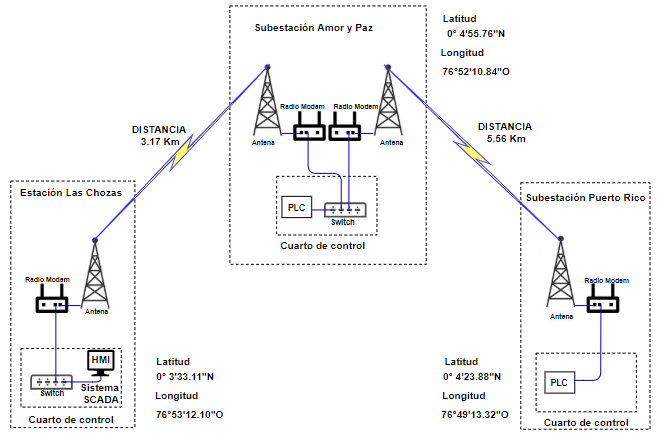 Subestación Amor y Paz
Latitud
0° 4'55.76"N
Longitud
76°52'10.84"O
Radio Modem
Radio Modem
Antena
Antena
DISTANCIA
3.17 Km
DISTANCIA
5.56 Km
PLC
Switch
Cuarto de control
Estación Las Chozas
Radio Modem
Antena
HMI
Switch
Sistema
SCADA
Cuarto de control
Latitud
0° 3'33.11"N
Longitud
76°53'12.10"O
Subestación Puerto Rico
Radio Modem
Antena
PLC
Cuarto de control
Latitud
0° 4'23.88"N
Longitud
76°49'13.32"O